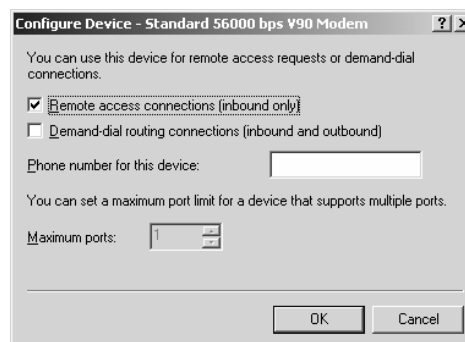 Configure Device - Standard 56000 bps V90 Modem
You can use this device for remote access requests or demand-dial
connections.
Remote access connections (inbound only)
Demand-dial routing connections (inbound and outbound)
Phone number for this device:
You can set a maximum port limit for a device that supports multiple ports.
Maximum ports: 1
OK Cancel